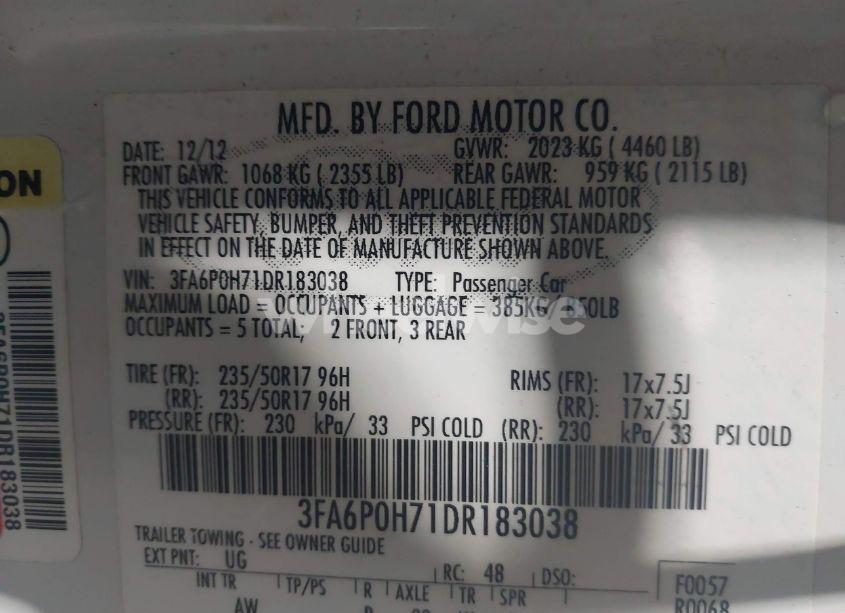 MFD. BY FORD MOTOR CO.
DATE: 12/12 GVWR: 2023 KG ( 4460 LB)
FRONT GAWR: 1068 KG ( 2355 LB) REAR GAWR: 959 KG ( 2115 LB)
THIS VEHICLE CONFORMS TO ALL APPLICABLE FEDERAL MOTOR
VEHICLE SAFETY, BUMPER, AND THEFT PREVENTION STANDARDS
IN EFFECT ON THE DATE OF MANUFACTURE SHOWN ABOVE.
VIN: 3FA6P0H71DR183038 TYPE: Passenger Car
MAXIMUM LOAD = OCCUPANTS + LUGGAGE = 385KG 850LB
OCCUPANTS = 5 TOTAL; 2 FRONT, 3 REAR
TIRE (FR): 235/50R17 96H RIMS (FR): 17x7.5J
(RR): 235/50R17 96H (RR): 17x7.5J
PRESSURE (FR): 230 kPa/ 33 PSI COLD (RR): 230 kPa/ 33 PSI COLD
3FA6P0H71DR183038
TRAILER TOWING - SEE OWNER GUIDE
EXT PNT: UG RC: 48 DSO:
INT TR TP/PS R AXLE TR SPR F0057
AW R0068
ON
3FA6P0H71DR183038